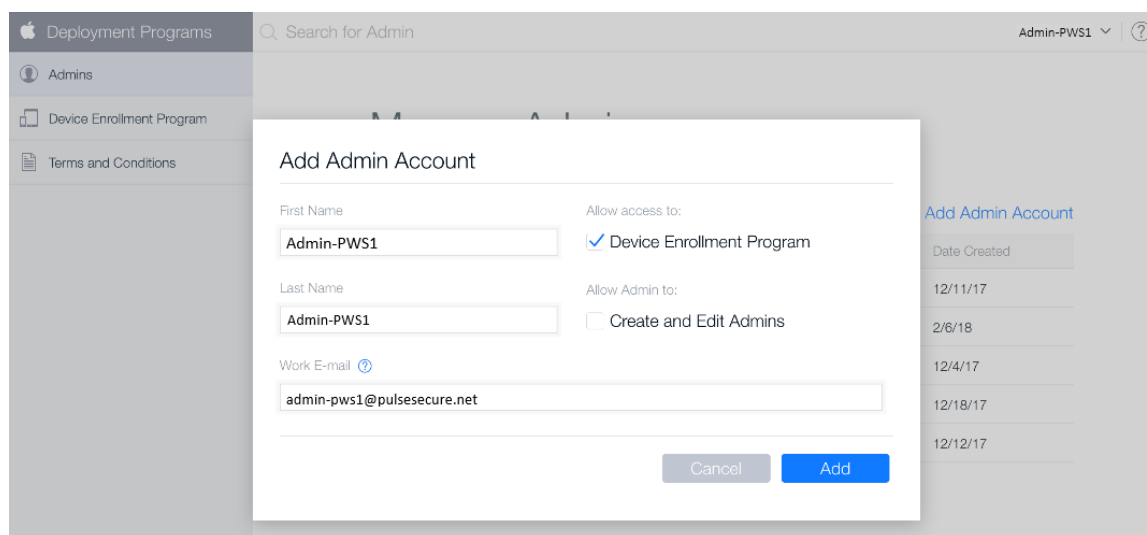 Deployment Programs
Search for Admin
Admin-PWS1
Admins
Device Enrollment Program
Terms and Conditions
Add Admin Account
First Name
Admin-PWS1
Last Name
Admin-PWS1
Work E-mail ?
admin-pws1@pulsesecure.net
Allow access to:
Device Enrollment Program
Allow Admin to:
Create and Edit Admins
Cancel
Add
Add Admin Account
Date Created
12/11/17
2/6/18
12/4/17
12/18/17
12/12/17